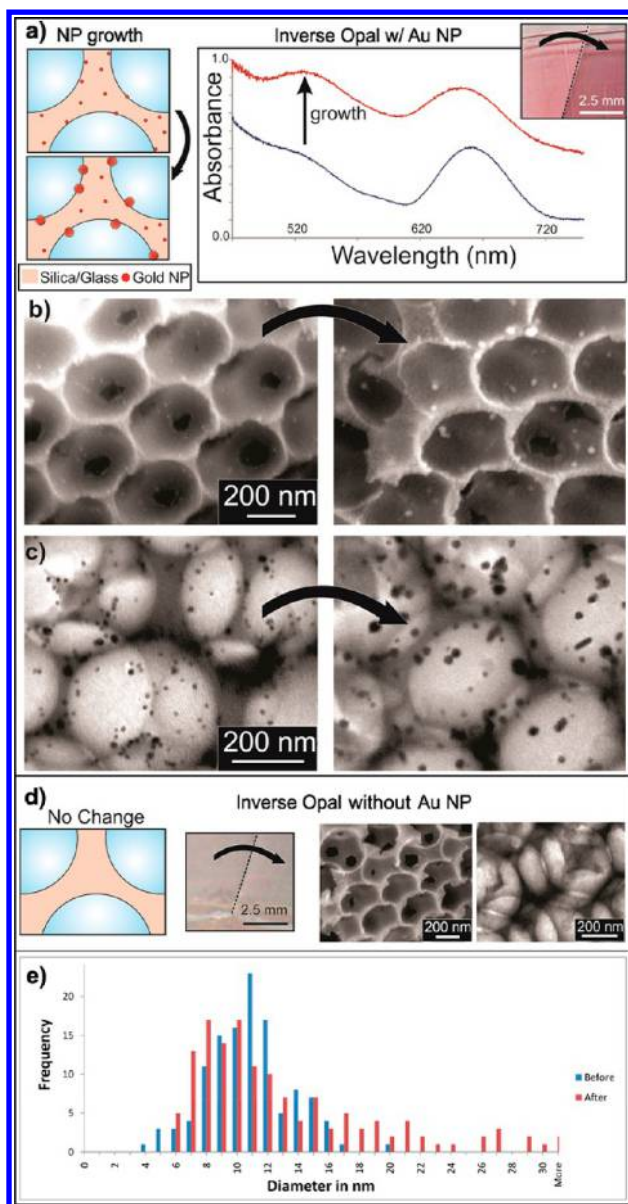 a) NP growth
Inverse Opal w/ Au NP
2.5 mm
Absorbance
1.0
0.0
growth
520
620
720
Wavelength (nm)
Silica/Glass
Gold NP
b)
200 nm
c)
200 nm
d)
Inverse Opal without Au NP
No Change
2.5 mm
200 nm
200 nm
e)
Frequency
20
15
10
5
0
Before
After
0 2 4 6 8 10 12 14 16 18 20 22 24 26 28 30 More
Diameter in nm